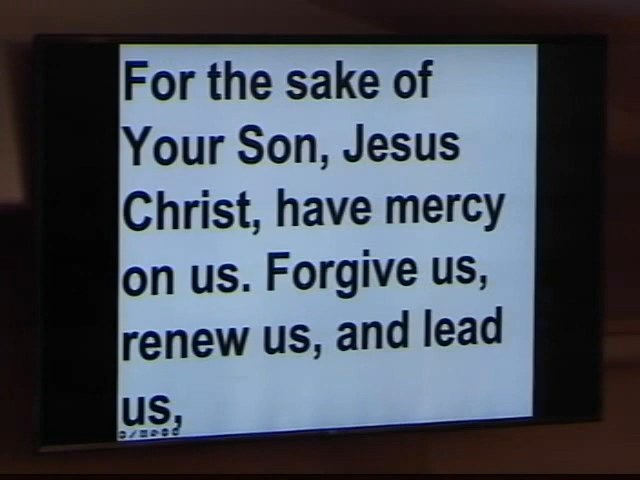 For the sake of
Your Son, Jesus
Christ, have mercy
on us. Forgive us,
renew us, and lead
us,